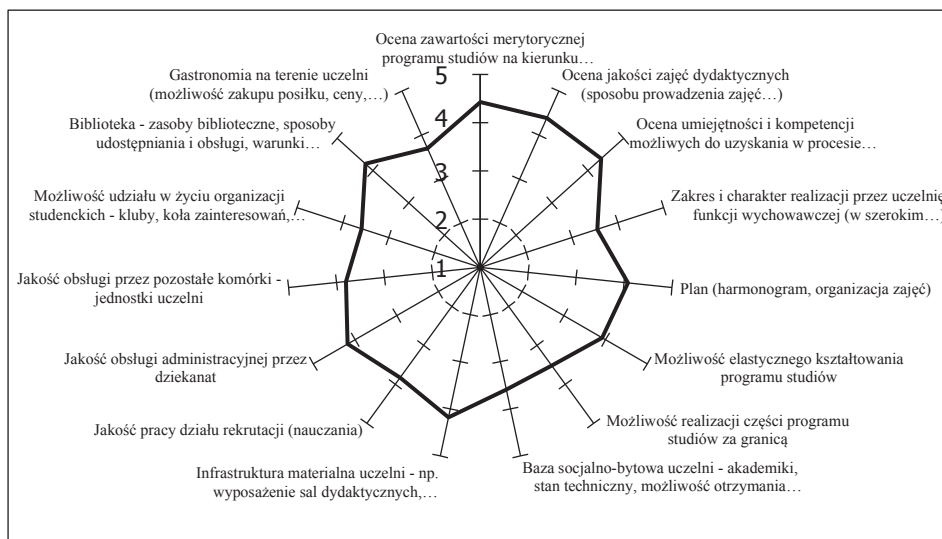 Ocena zawartości merytorycznej
programu studiów na kierunku…
Ocena jakości zajęć dydaktycznych
(sposobu prowadzenia zajęć…)
Ocena umiejętności i kompetencji
możliwych do uzyskania w procesie…
Zakres i charakter realizacji przez uczelnię
funkcji wychowawczej (w szerokim…)
Plan (harmonogram, organizacja zajęć)
Możliwość elastycznego kształtowania
programu studiów
Możliwość realizacji części programu
studiów za granicą
Baza socjalno-bytowa uczelni - akademiki,
stan techniczny, możliwość otrzymania…
Infrastruktura materialna uczelni - np.
wyposażenie sal dydaktycznych,…
Jakość pracy działu rekrutacji (nauczania)
Jakość obsługi administracyjnej przez
dziekanat
Jakość obsługi przez pozostałe komórki -
jednostki uczelni
Możliwość udziału w życiu organizacji
studenckich - kluby, koła zainteresowań,…
Biblioteka - zasoby biblioteczne, sposoby
udostępniania i obsługi, warunki…
Gastronomia na terenie uczelni
(możliwość zakupu posiłku, ceny,…)
5
4
3
2
1